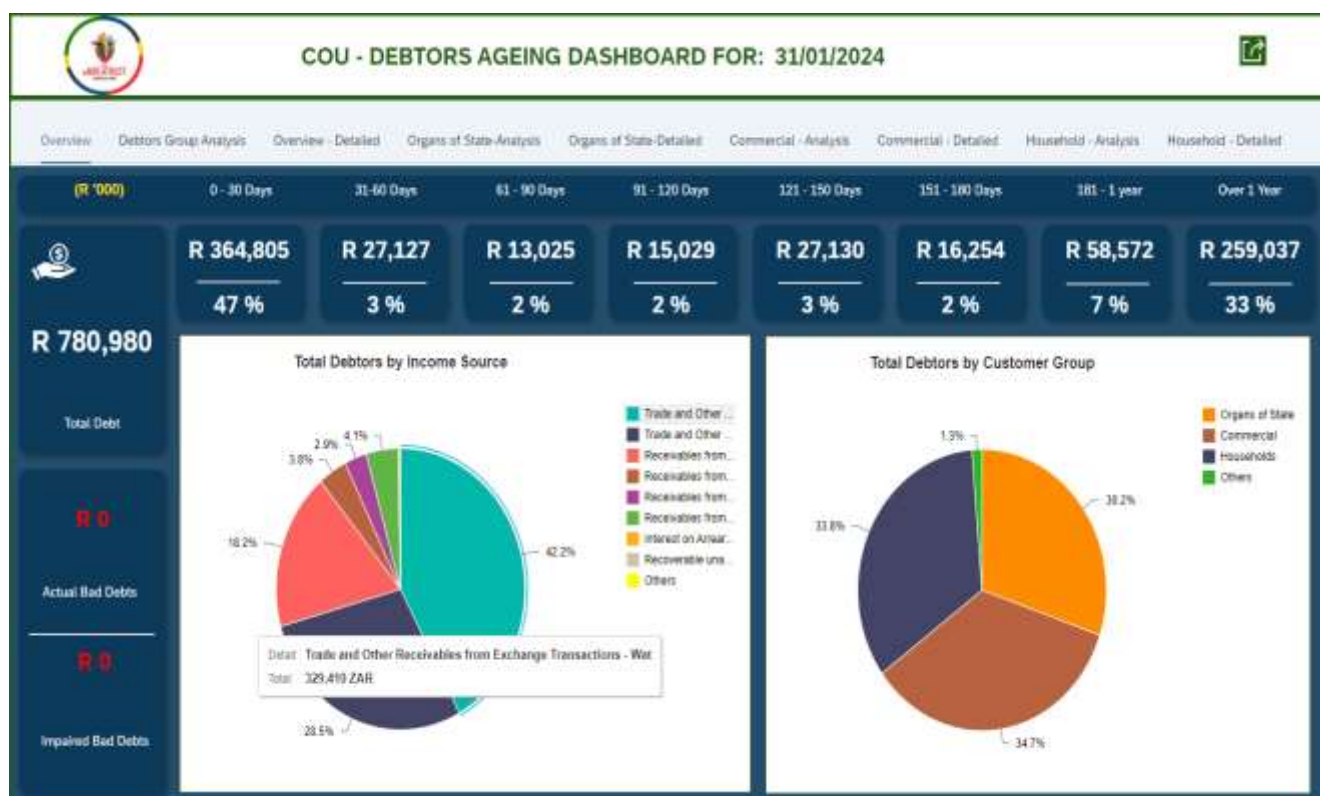 COU - DEBTORS AGEING DASHBOARD FOR: 31/01/2024
Overview Debtors Group Analysis Overview - Detailed Organs of State-Analysis Organs of State-Detailed Commercial - Analysis Commercial - Detailed Household - Analysis Household - Detailed
(R '000) 0 - 30 Days 31-60 Days 61 - 90 Days 91 - 120 Days 121 - 150 Days 151 - 180 Days 181 - 1 year Over 1 Year
R 364,805 R 27,127 R 13,025 R 15,029 R 27,130 R 16,254 R 58,572 R 259,037
47 % 3 % 2 % 2 % 3 % 2 % 7 % 33 %
R 780,980
Total Debt
R 0
Actual Bad Debts
R 0
Impaired Bad Debts
Total Debtors by Income Source
Trade and Other ...
Trade and Other ...
Receivables from...
Receivables from...
Receivables from...
Receivables from...
Interest on Arrear...
Recoverable una...
Others
4.1%
2.9%
3.8%
18.2%
42.2%
28.5%
Detail Trade and Other Receivables from Exchange Transactions - Wat
Total 329,410 ZAR
Total Debtors by Customer Group
Organs of State
Commercial
Households
Others
1.3%
30.2%
33.8%
34.7%